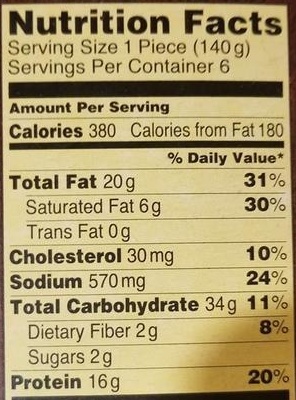 Nutrition Facts
Serving Size 1 Piece (140g)
Servings Per Container 6
Amount Per Serving
Calories 380 Calories from Fat 180
% Daily Value*
Total Fat 20g 31%
Saturated Fat 6g 30%
Trans Fat 0g
Cholesterol 30mg 10%
Sodium 570mg 24%
Total Carbohydrate 34g 11%
Dietary Fiber 2g 8%
Sugars 2g
Protein 16g 20%